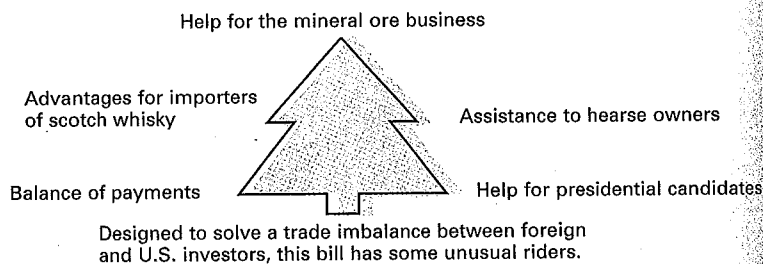 Help for the mineral ore business
Advantages for importers
of scotch whisky
Assistance to hearse owners
Balance of payments
Help for presidential candidates
Designed to solve a trade imbalance between foreign
and U.S. investors, this bill has some unusual riders.